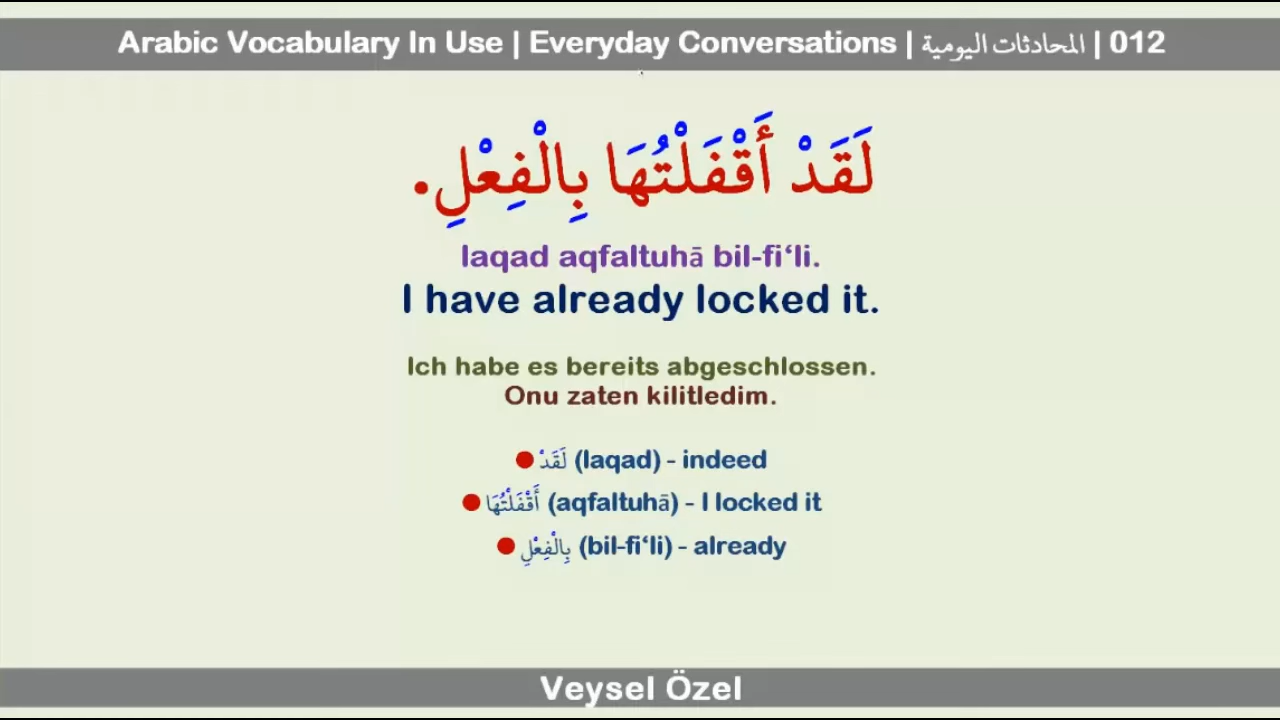 Arabic Vocabulary In Use | Everyday Conversations | المحادثات اليومية | 012
لَقَدْ أَقْفَلْتُهَا بِالْفِعْلِ.
laqad aqfaltuhā bil-fi‘li.
I have already locked it.
Ich habe es bereits abgeschlossen.
Onu zaten kilitledim.
● لَقَدْ (laqad) - indeed
● أَقْفَلْتُهَا (aqfaltuhā) - I locked it
● بِالْفِعْلِ (bil-fi‘li) - already
Veysel Özel